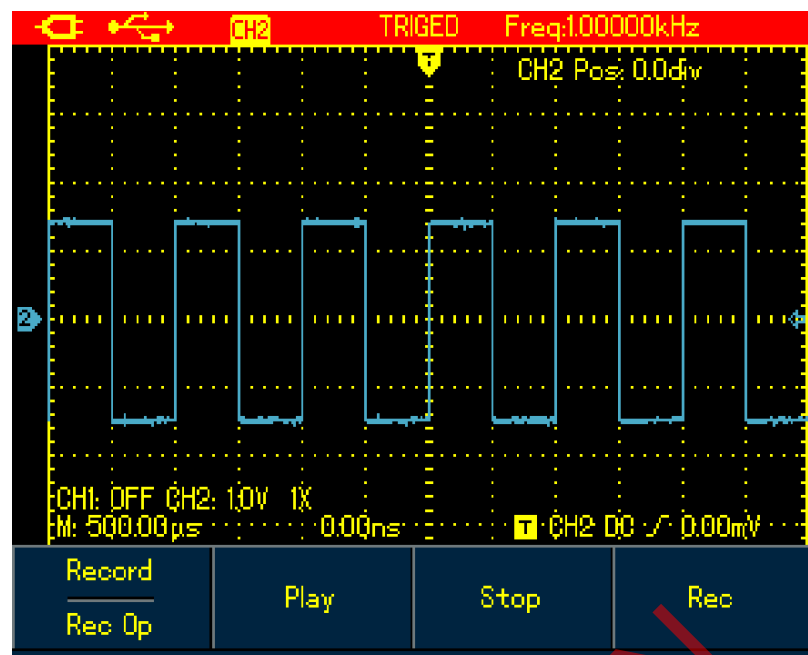 CH2 TRIGED Freq:1.00000kHz
T
CH2 Pos: 0.0div
2
CH1: OFF CH2: 1.0V 1X
M: 500.00μs 0.00ns T CH2 DC 0.00mV
Record Play Stop Rec
Rec Op